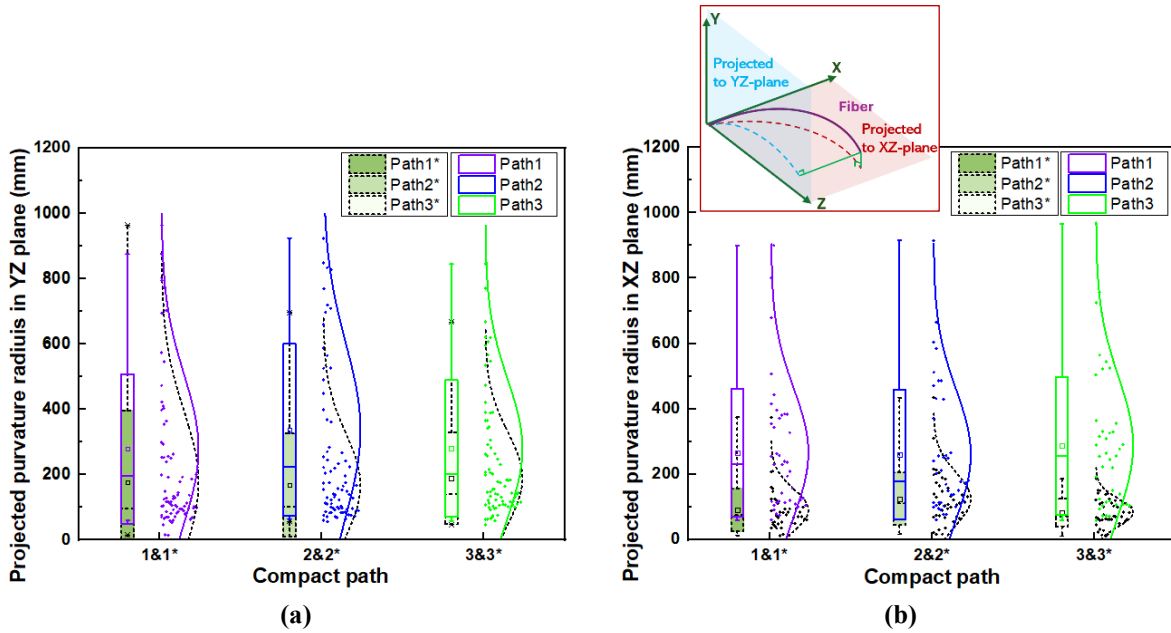 Projected purvature radiuis in YZ plane (mm)
1200
1000
800
600
400
200
0
Path1*
Path2*
Path3*
Path1
Path2
Path3
1&1*
2&2*
3&3*
Compact path
(a)
Y
X
Z
Projected
to YZ-plane
Fiber
Projected
to XZ-plane
Projected purvature radiuis in XZ plane (mm)
1200
1000
800
600
400
200
0
Path1*
Path2*
Path3*
Path1
Path2
Path3
1&1*
2&2*
3&3*
Compact path
(b)